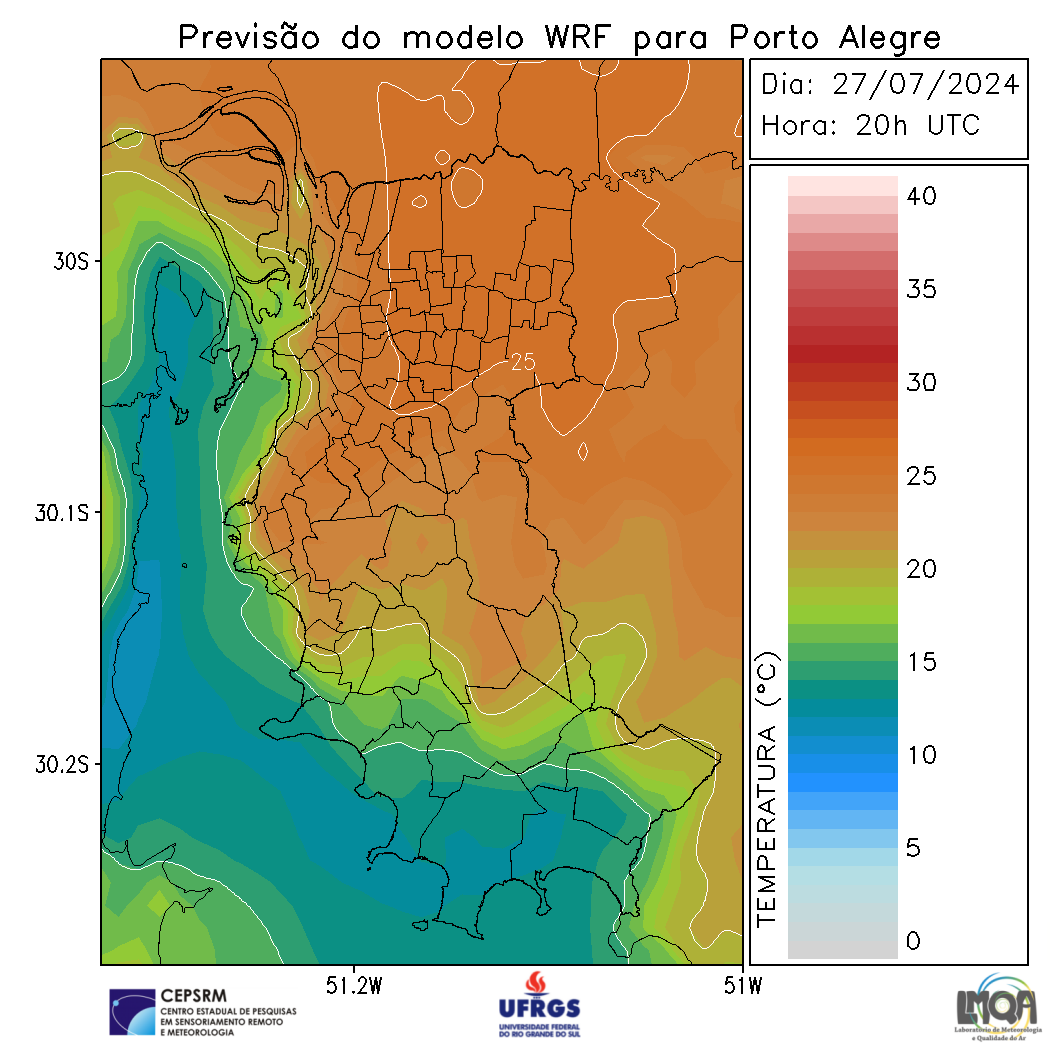 Previsão do modelo WRF para Porto Alegre
Dia: 27/07/2024
Hora: 20h UTC
40
35
30
25
20
15
10
5
0
TEMPERATURA (°C)
30S
30.1S
30.2S
25
51.2W
51W
CEPSRM
CENTRO ESTADUAL DE PESQUISAS
EM SENSORIAMENTO REMOTO
E METEOROLOGIA
UFRGS
UNIVERSIDADE FEDERAL
DO RIO GRANDE DO SUL
LMQA
Laboratório de Meteorologia
e Qualidade do Ar